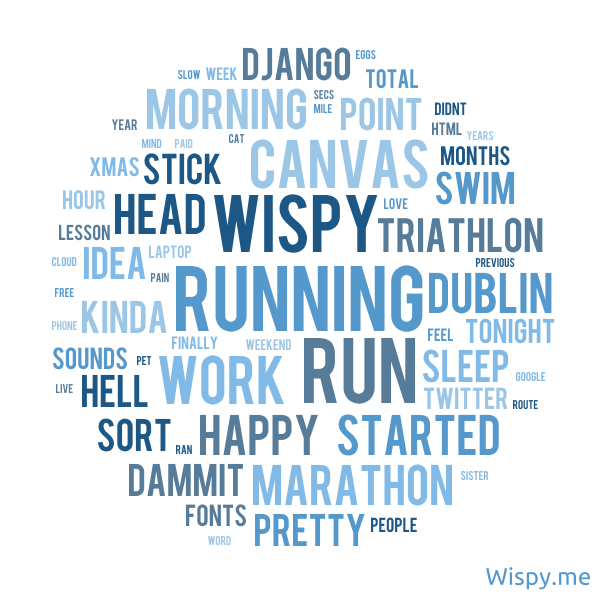 EGGS
DJANGO
SLOW
WEEK
TOTAL
MORNING
SECS
MILE
POINT
DIDNT
YEAR
HTML
YEARS
CAT
MIND
PAID
CANVAS
MONTHS
XMAS
STICK
SWIM
HOUR
HEAD
WISPY
LOVE
LESSON
TRIATHLON
IDEA
LAPTOP
CLOUD
PAIN
PREVIOUS
RUNNING
DUBLIN
FREE
PHONE
KINDA
FINALLY
WEEKEND
FEEL
TONIGHT
SOUNDS
PET
WORK
RUN
SLEEP
GOOGLE
LIVE
HELL
TWITTER
ROUTE
SORT
RAN
HAPPY
STARTED
DAMMIT
MARATHON
SISTER
FONTS
PRETTY
PEOPLE
WORD
Wispy.me